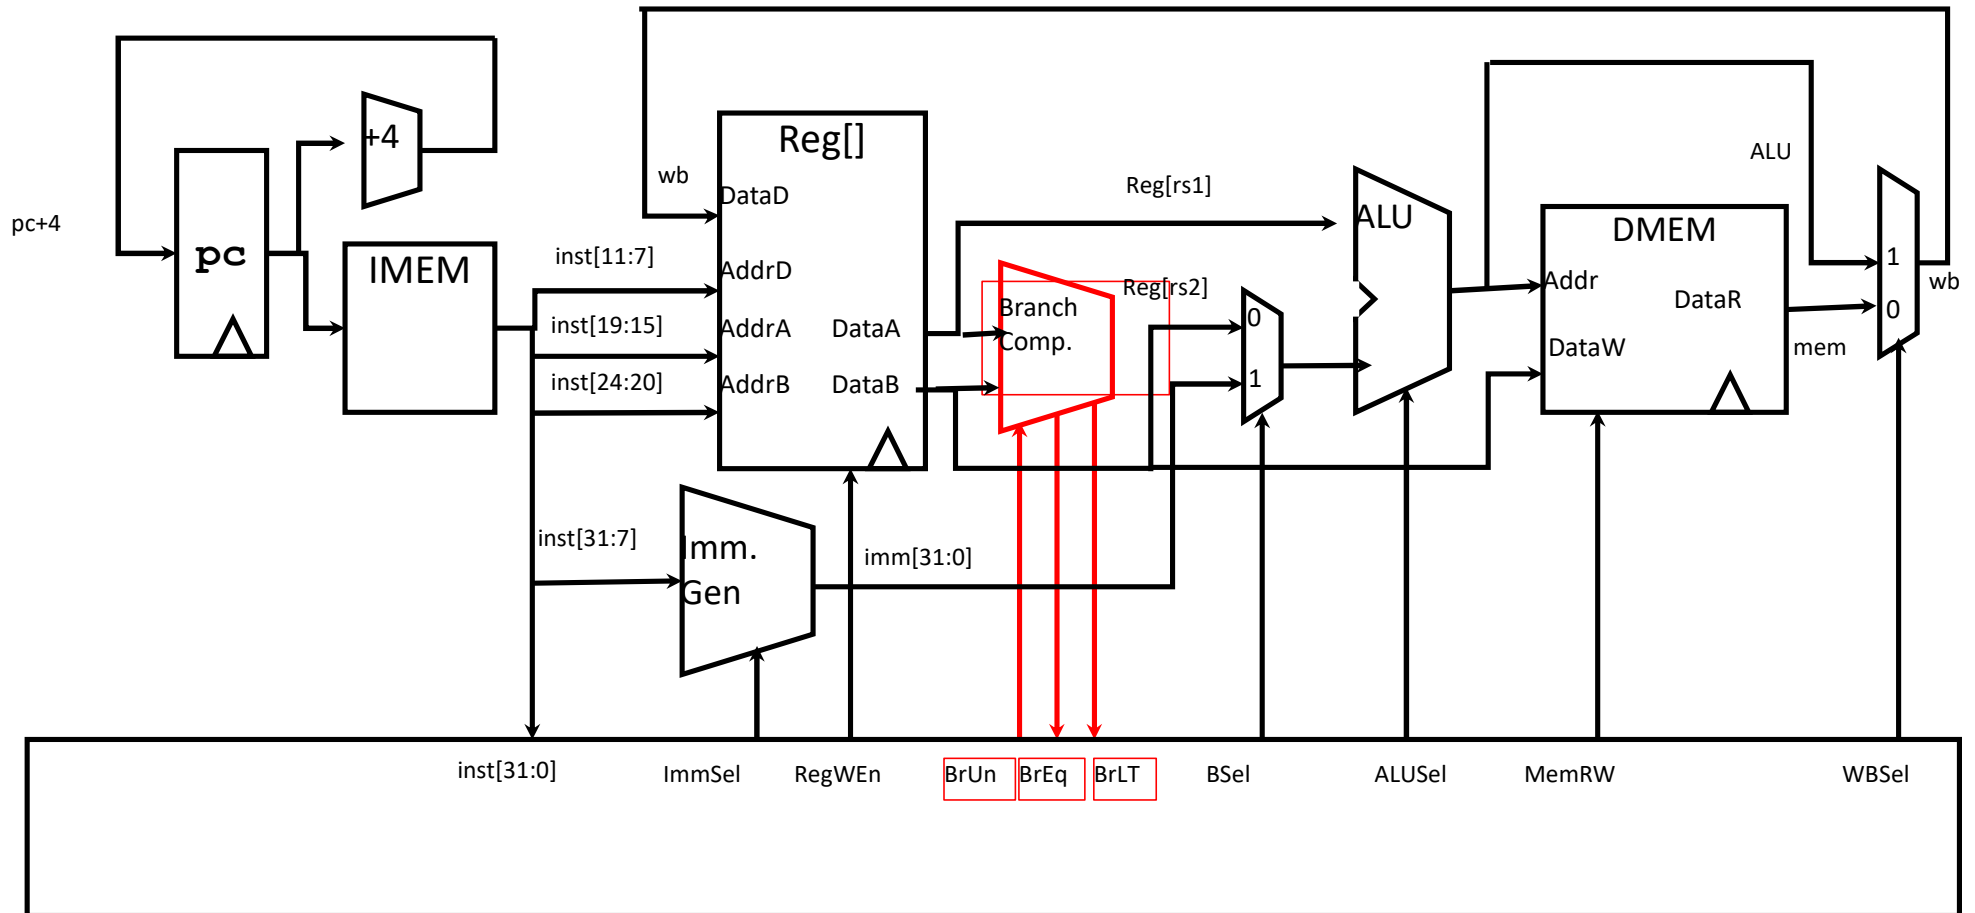 pc+4
pc
+4
IMEM
inst[11:7]
inst[19:15]
inst[24:20]
inst[31:7]
wb
Reg[]
DataD
AddrD
AddrA
AddrB
DataA
DataB
Imm.
Gen
imm[31:0]
Branch
Comp.
Reg[rs1]
Reg[rs2]
0
1
ALU
DMEM
Addr
DataW
DataR
ALU
mem
1
0
wb
inst[31:0]
ImmSel
RegWEn
BrUn
BrEq
BrLT
BSel
ALUSel
MemRW
WBSel